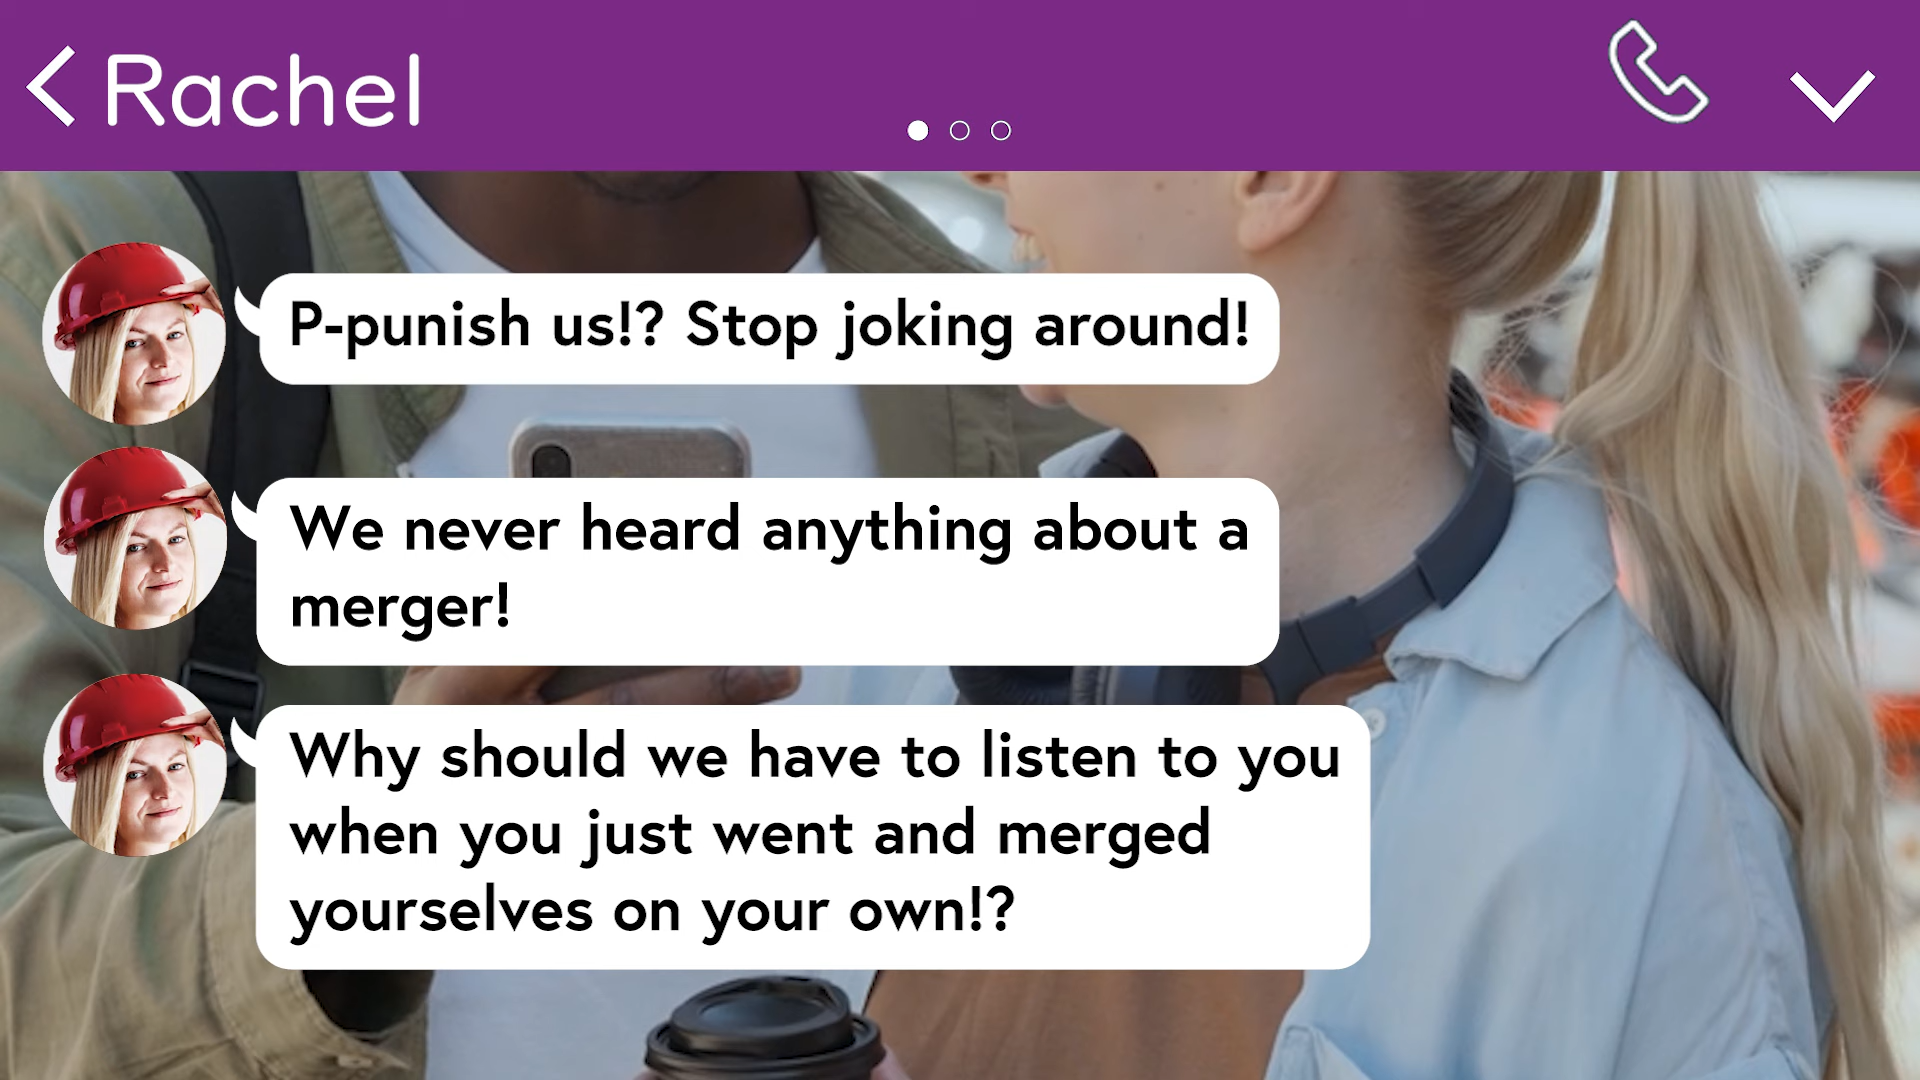 Rachel
P-punish us!? Stop joking around!
We never heard anything about a
merger!
Why should we have to listen to you
when you just went and merged
yourselves on your own!?